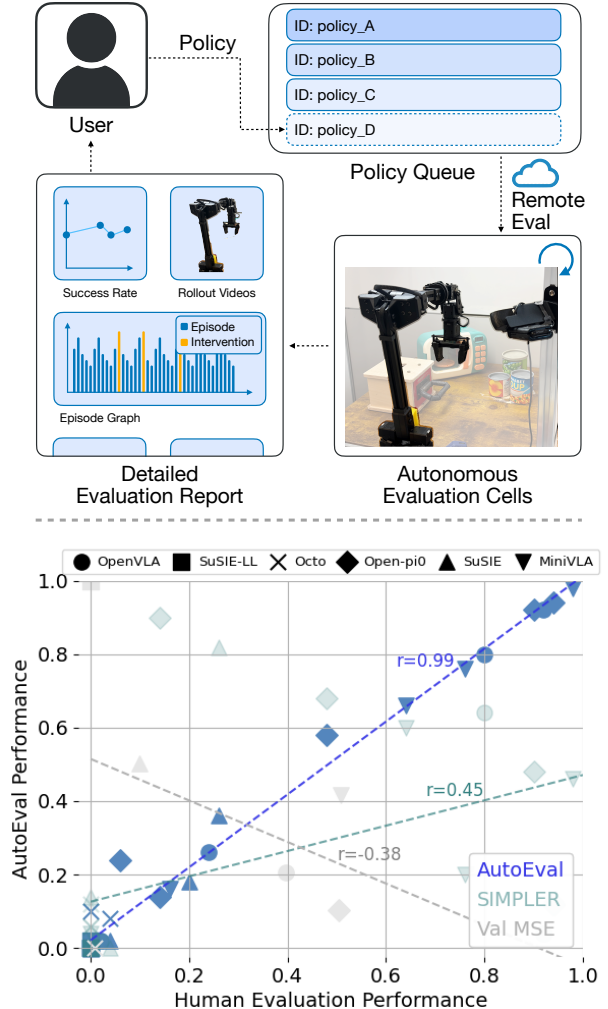 User
Policy
ID: policy_A
ID: policy_B
ID: policy_C
ID: policy_D
Policy Queue
Remote
Eval
Success Rate
Rollout Videos
Episode
Intervention
Episode Graph
Detailed
Evaluation Report
Autonomous
Evaluation Cells
OpenVLA
SuSIE-LL
Octo
Open-pi0
SuSIE
MiniVLA
AutoEval Performance
1.0
0.8
0.6
0.4
0.2
0.0
r=0.99
r=0.45
r=-0.38
AutoEval
SIMPLER
Val MSE
0.0
0.2
0.4
0.6
0.8
1.0
Human Evaluation Performance